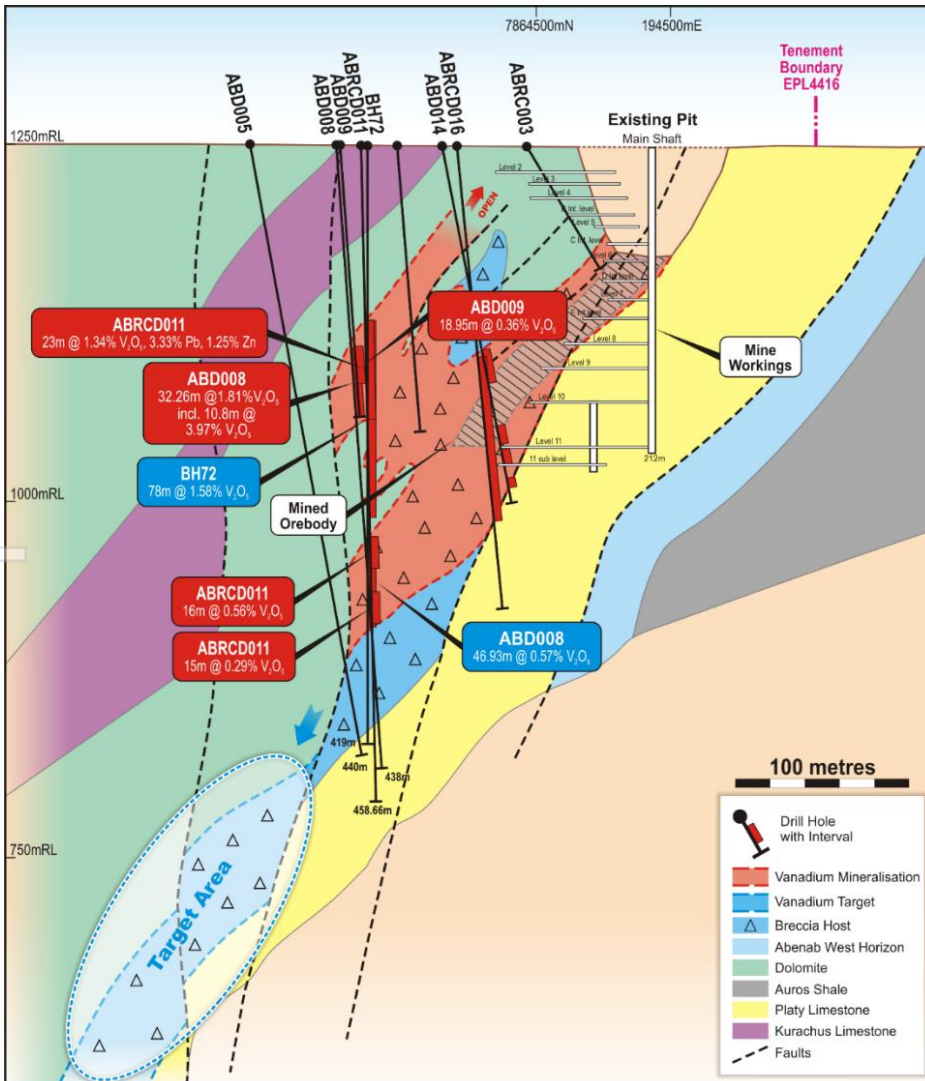 7864500mN
194500mE
Tenement
Boundary
EPL4416
ABD005
ABD008
ABD009
ABRCD011
BH72
ABD014
ABRCD016
ABRC003
Existing Pit
Main Shaft
1250mRL
Level 2
Level 3
Level 4
Level 5
C Int. level
OPEN
ABRCD011
23m @ 1.34% V₂O₅, 3.33% Pb, 1.25% Zn
ABD009
18.95m @ 0.36% V₂O₅
Level 8
Mine
Workings
ABD008
32.26m @1.81%V₂O₅
incl. 10.8m @
3.97% V₂O₅
Level 9
Level 10
BH72
78m @ 1.58% V₂O₅
Level 11
11 sub level
212m
Mined
Orebody
1000mRL
ABRCD011
16m @ 0.56% V₂O₅
ABRCD011
15m @ 0.29% V₂O₅
ABD008
46.93m @ 0.57% V₂O₅
419m
440m
438m
458.66m
750mRL
Target Area
100 metres
Drill Hole
with Interval
Vanadium Mineralisation
Vanadium Target
Breccia Host
Abenab West Horizon
Dolomite
Auros Shale
Platy Limestone
Kurachus Limestone
Faults